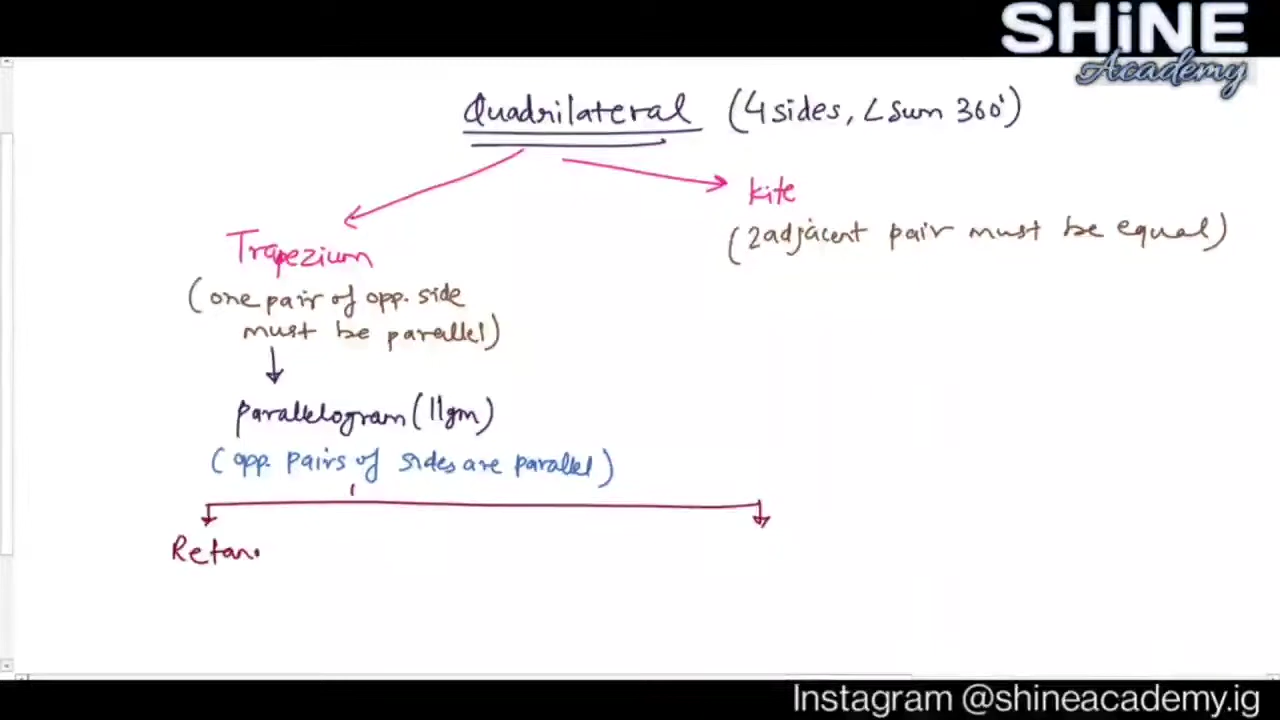 SHiNE
Academy
Quadrilateral (4 sides, ∠ Sum 360°)
kite
(2 adjacent pair must be equal)
Trapezium
(one pair of opp. side
must be parallel)
parallelogram (||gm)
(opp. pairs of sides are parallel)
Retan
Instagram @shineacademy.ig